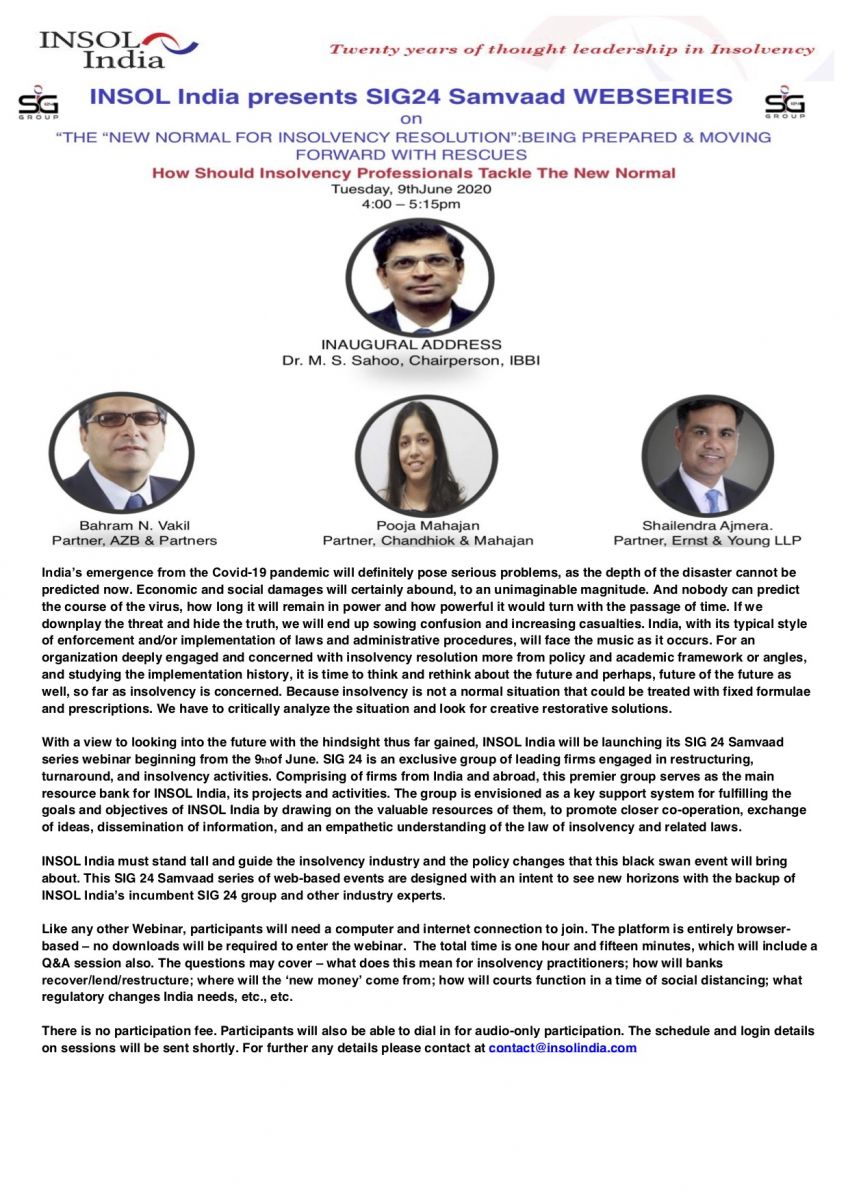 INSOL
India
Twenty years of thought leadership in Insolvency
SIG
GROUP
INSOL India presents SIG24 Samvaad WEBSERIES
SIG
GROUP
on
“THE “NEW NORMAL FOR INSOLVENCY RESOLUTION”:BEING PREPARED & MOVING
FORWARD WITH RESCUES
How Should Insolvency Professionals Tackle The New Normal
Tuesday, 9thJune 2020
4:00 – 5:15pm
INAUGURAL ADDRESS
Dr. M. S. Sahoo, Chairperson, IBBI
Bahram N. Vakil
Partner, AZB & Partners
Pooja Mahajan
Partner, Chandhiok & Mahajan
Shailendra Ajmera.
Partner, Ernst & Young LLP
India’s emergence from the Covid-19 pandemic will definitely pose serious problems, as the depth of the disaster cannot be
predicted now. Economic and social damages will certainly abound, to an unimaginable magnitude. And nobody can predict
the course of the virus, how long it will remain in power and how powerful it would turn with the passage of time. If we
downplay the threat and hide the truth, we will end up sowing confusion and increasing casualties. India, with its typical style
of enforcement and/or implementation of laws and administrative procedures, will face the music as it occurs. For an
organization deeply engaged and concerned with insolvency resolution more from policy and academic framework or angles,
and studying the implementation history, it is time to think and rethink about the future and perhaps, future of the future as
well, so far as insolvency is concerned. Because insolvency is not a normal situation that could be treated with fixed formulae
and prescriptions. We have to critically analyze the situation and look for creative restorative solutions.
With a view to looking into the future with the hindsight thus far gained, INSOL India will be launching its SIG 24 Samvaad
series webinar beginning from the 9thof June. SIG 24 is an exclusive group of leading firms engaged in restructuring,
turnaround, and insolvency activities. Comprising of firms from India and abroad, this premier group serves as the main
resource bank for INSOL India, its projects and activities. The group is envisioned as a key support system for fulfilling the
goals and objectives of INSOL India by drawing on the valuable resources of them, to promote closer co-operation, exchange
of ideas, dissemination of information, and an empathetic understanding of the law of insolvency and related laws.
INSOL India must stand tall and guide the insolvency industry and the policy changes that this black swan event will bring
about. This SIG 24 Samvaad series of web-based events are designed with an intent to see new horizons with the backup of
INSOL India’s incumbent SIG 24 group and other industry experts.
Like any other Webinar, participants will need a computer and internet connection to join. The platform is entirely browser-
based – no downloads will be required to enter the webinar. The total time is one hour and fifteen minutes, which will include a
Q&A session also. The questions may cover – what does this mean for insolvency practitioners; how will banks
recover/lend/restructure; where will the ‘new money’ come from; how will courts function in a time of social distancing; what
regulatory changes India needs, etc., etc.
There is no participation fee. Participants will also be able to dial in for audio-only participation. The schedule and login details
on sessions will be sent shortly. For further any details please contact at contact@insolindia.com